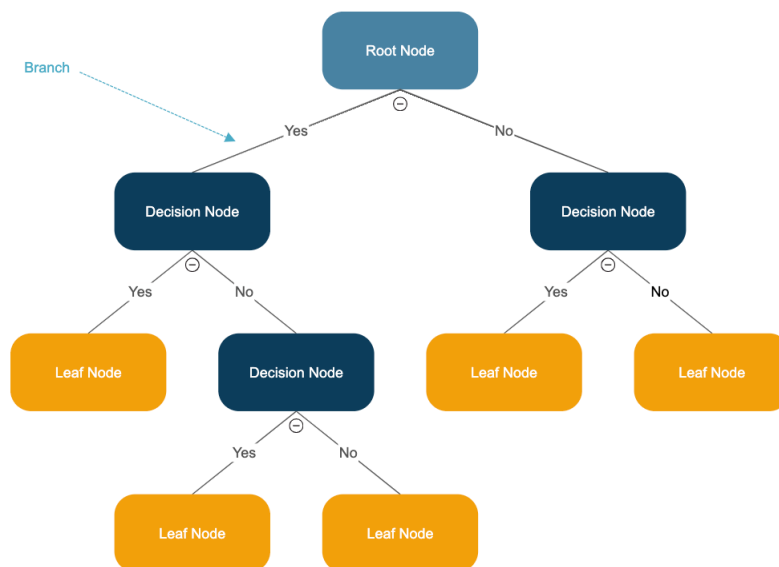 Root Node
Branch
Yes
No
Decision Node
Decision Node
Yes
No
Yes
No
Leaf Node
Decision Node
Leaf Node
Leaf Node
Yes
No
Leaf Node
Leaf Node